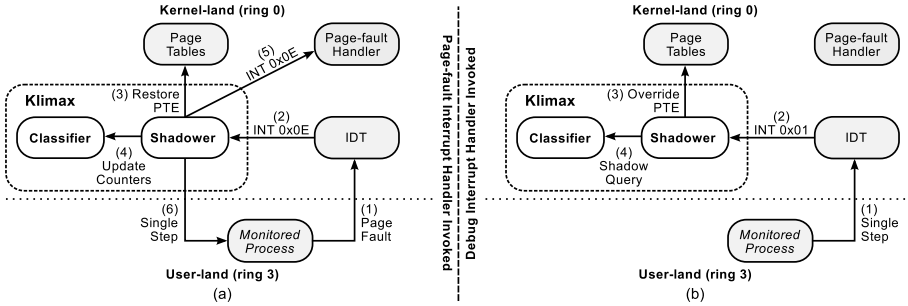 Kernel-land (ring 0)
Page
Tables
Page-fault
Handler
(5)
INT 0x0E
(3) Restore
PTE
Klimax
Classifier
Shadower
(2)
INT 0x0E
IDT
(4)
Update
Counters
(6)
Single
Step
(1)
Page
Fault
Monitored
Process
User-land (ring 3)
(a)
Page-fault Interrupt Handler Invoked
Debug Interrupt Handler Invoked
Kernel-land (ring 0)
Page
Tables
Page-fault
Handler
(3) Override
PTE
Klimax
Classifier
Shadower
(2)
INT 0x01
IDT
(4)
Shadow
Query
(1)
Single
Step
Monitored
Process
User-land (ring 3)
(b)